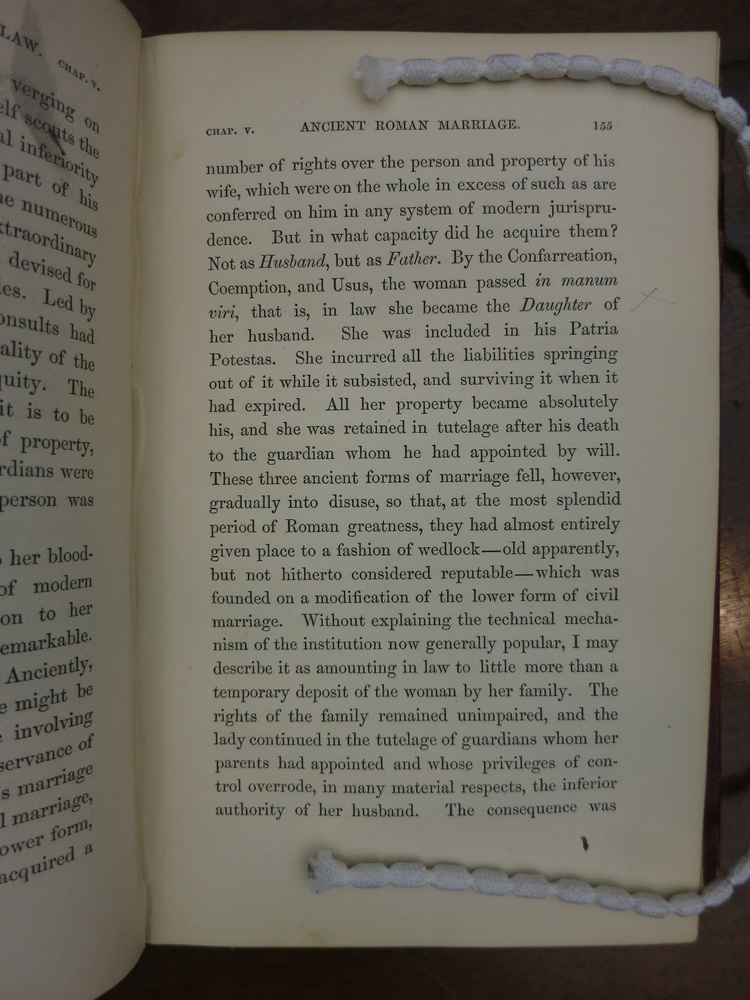 LAW.
CHAP. V.
verging on
elf scouts the
al inferiority
part of his
numerous
xtraordinary
devised for
Led by
onsults had
ality of the
quity. The
it is to be
of property,
rdians were
person was
her blood-
of modern
on to her
emarkable.
Anciently,
might be
involving
servance of
s marriage
l marriage,
ower form,
acquired a
CHAP. V. ANCIENT ROMAN MARRIAGE. 155
number of rights over the person and property of his
wife, which were on the whole in excess of such as are
conferred on him in any system of modern jurispru-
dence. But in what capacity did he acquire them?
Not as Husband, but as Father. By the Confarreation,
Coemption, and Usus, the woman passed in manum
viri, that is, in law she became the Daughter of
her husband. She was included in his Patria
Potestas. She incurred all the liabilities springing
out of it while it subsisted, and surviving it when it
had expired. All her property became absolutely
his, and she was retained in tutelage after his death
to the guardian whom he had appointed by will.
These three ancient forms of marriage fell, however,
gradually into disuse, so that, at the most splendid
period of Roman greatness, they had almost entirely
given place to a fashion of wedlock—old apparently,
but not hitherto considered reputable—which was
founded on a modification of the lower form of civil
marriage. Without explaining the technical mecha-
nism of the institution now generally popular, I may
describe it as amounting in law to little more than a
temporary deposit of the woman by her family. The
rights of the family remained unimpaired, and the
lady continued in the tutelage of guardians whom her
parents had appointed and whose privileges of con-
trol overrode, in many material respects, the inferior
authority of her husband. The consequence was